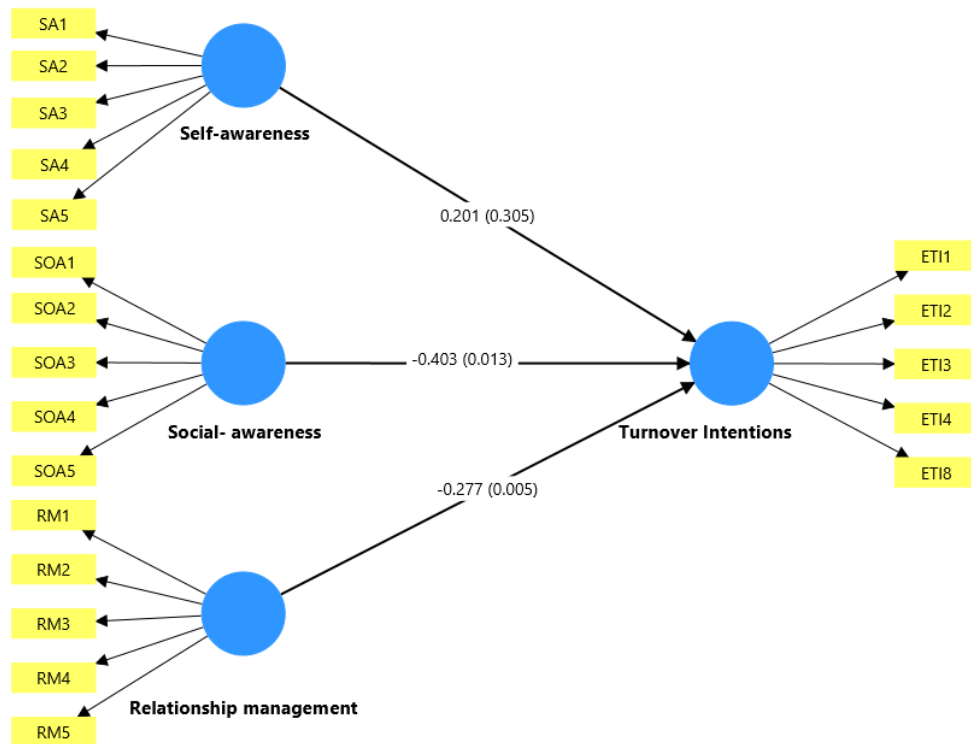 SA1
SA2
SA3
SA4
SA5
Self-awareness
0.201 (0.305)
SOA1
SOA2
SOA3
SOA4
SOA5
Social- awareness
-0.403 (0.013)
RM1
RM2
RM3
RM4
RM5
Relationship management
-0.277 (0.005)
Turnover Intentions
ETI1
ETI2
ETI3
ETI4
ETI8